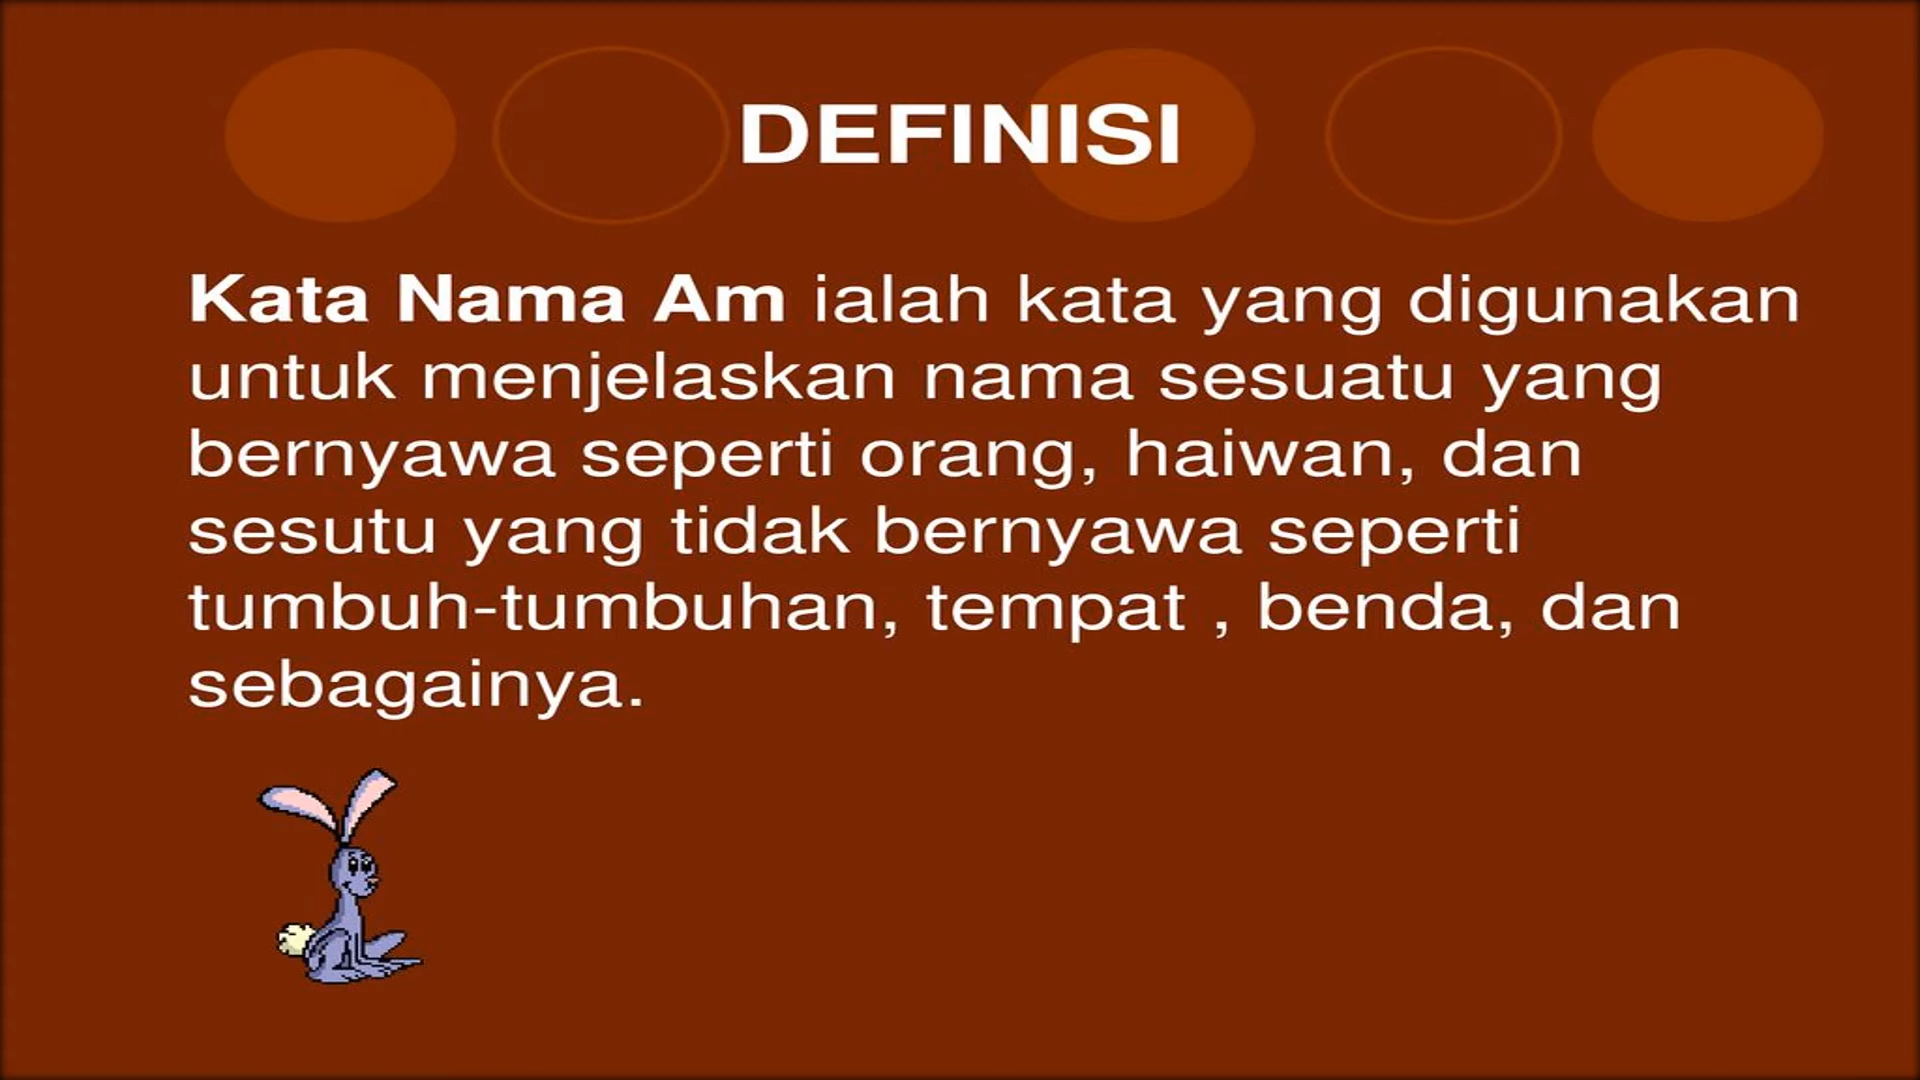 DEFINISI
Kata Nama Am ialah kata yang digunakan
untuk menjelaskan nama sesuatu yang
bernyawa seperti orang, haiwan, dan
sesutu yang tidak bernyawa seperti
tumbuh-tumbuhan, tempat , benda, dan
sebagainya.